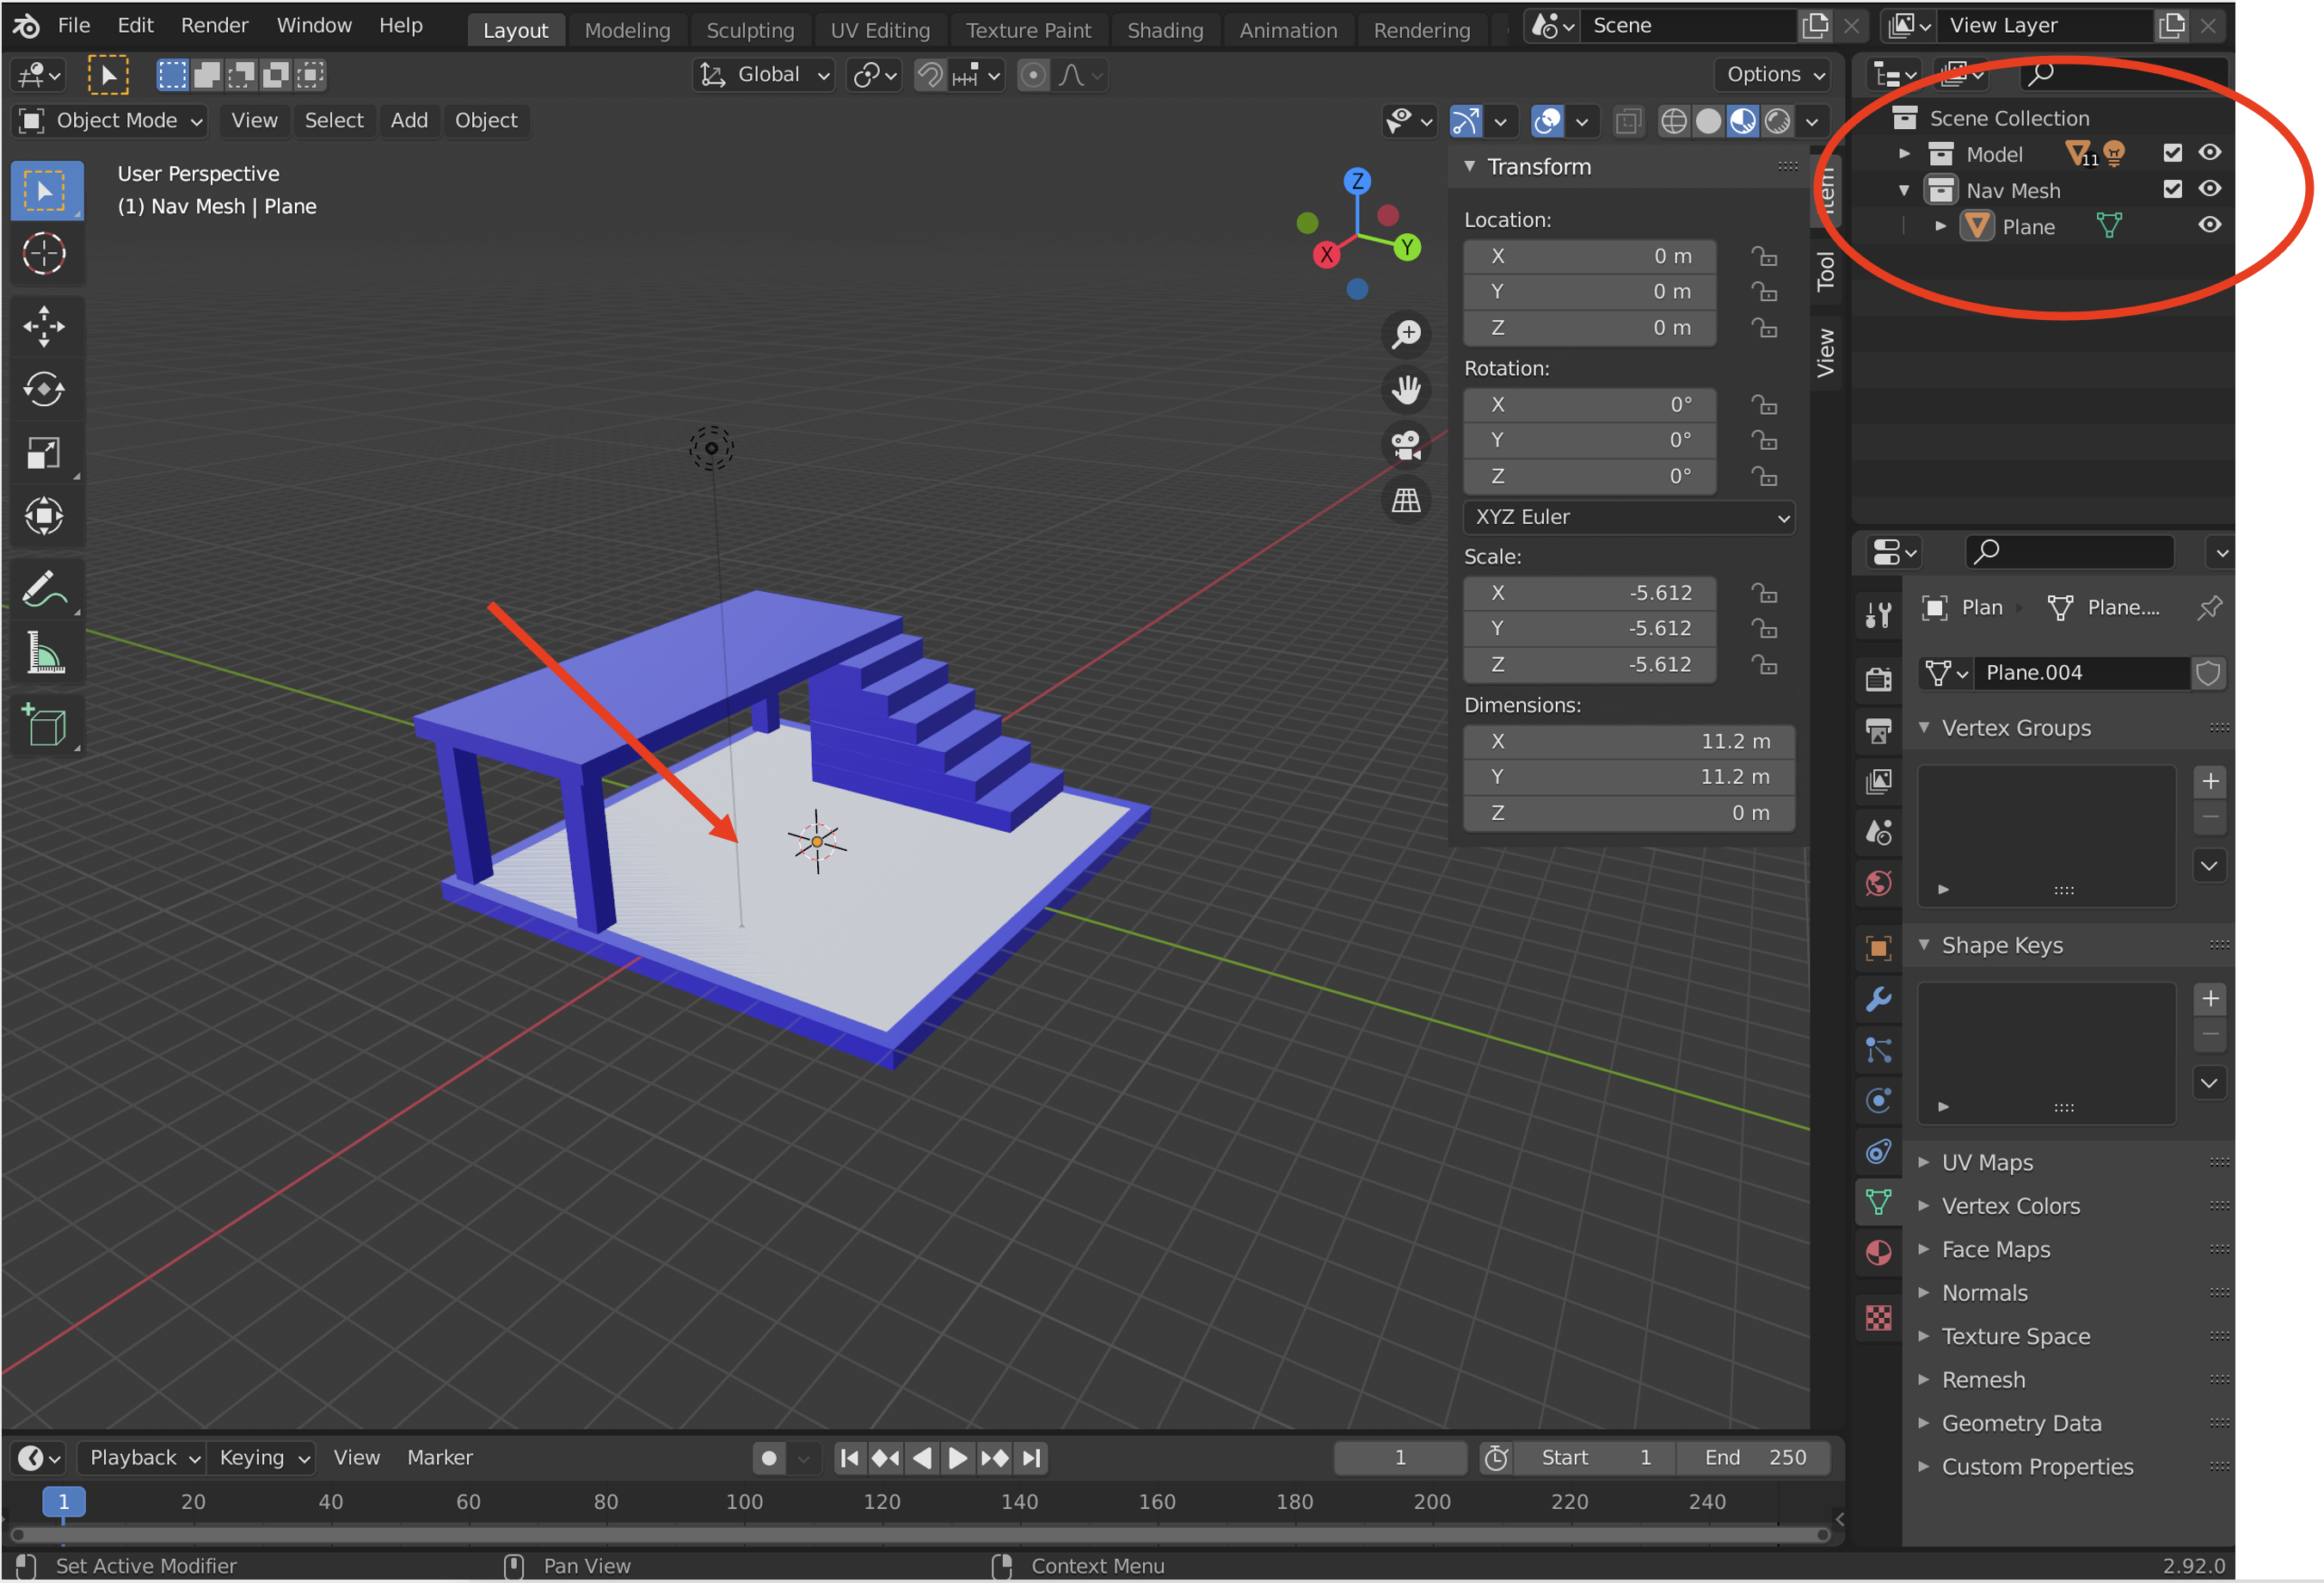 File Edit Render Window Help Layout Modeling Sculpting UV Editing Texture Paint Shading Animation Rendering Scene View Layer
Global Options
Object Mode View Select Add Object
User Perspective
(1) Nav Mesh | Plane
Z
Y
X
Transform
Location:
X 0 m
Y 0 m
Z 0 m
Rotation:
X 0°
Y 0°
Z 0°
XYZ Euler
Scale:
X -5.612
Y -5.612
Z -5.612
Dimensions:
X 11.2 m
Y 11.2 m
Z 0 m
Item
Tool
View
Scene Collection
Model 11
Nav Mesh
Plane
Plan Plane....
Plane.004
Vertex Groups
Shape Keys
UV Maps
Vertex Colors
Face Maps
Normals
Texture Space
Remesh
Geometry Data
Custom Properties
Playback Keying View Marker 1 Start 1 End 250
1 20 40 60 80 100 120 140 160 180 200 220 240
Set Active Modifier Pan View Context Menu 2.92.0